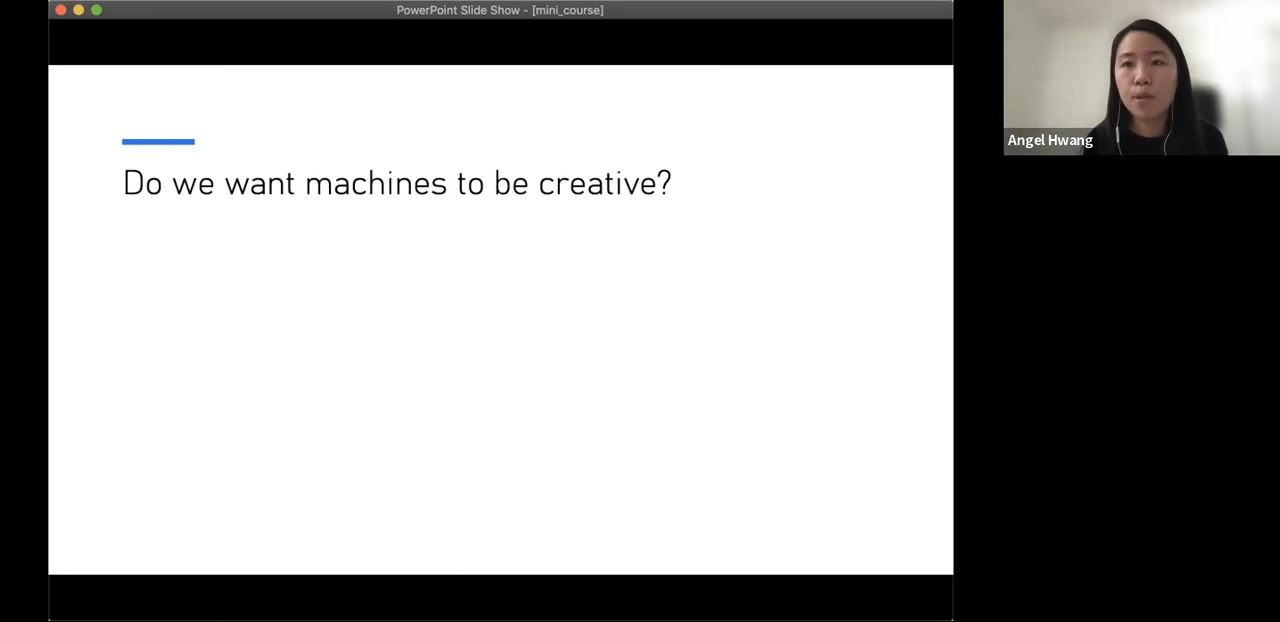 PowerPoint Slide Show - [mini_course]
Do we want machines to be creative?
Angel Hwang